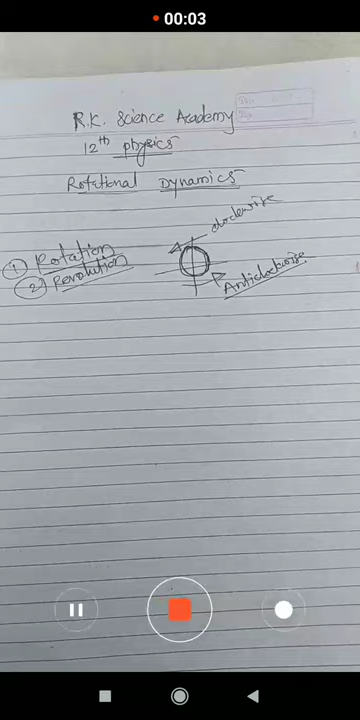 00:03
R.K. Science Academy
12th physics
Rotational Dynamics
clockwise
① Rotation
② Revolution
Anticlockwise